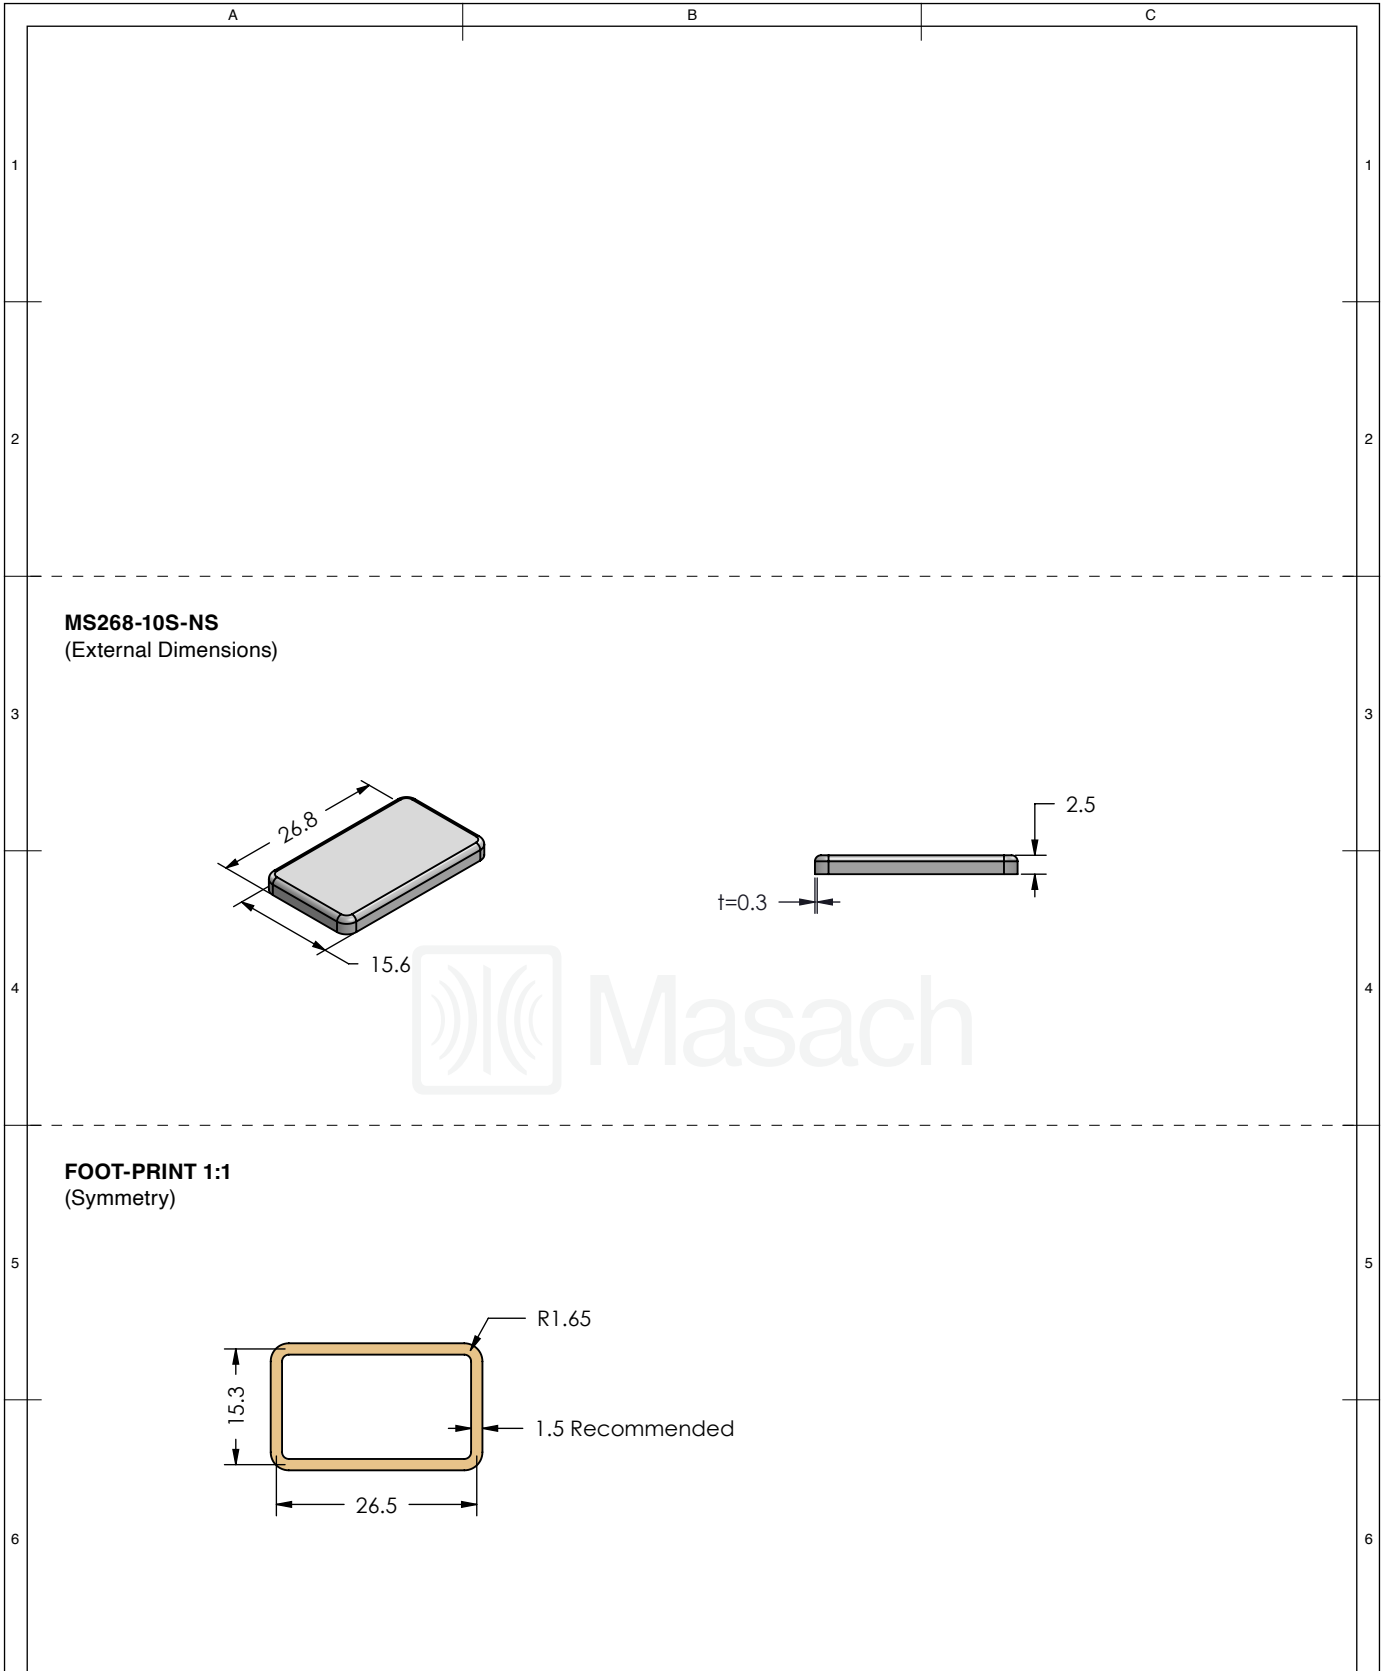 A
B
C
1
1
2
2
MS268-10S-NS
(External Dimensions)
3
3
26.8
2.5
t=0.3
15.6
Masach
4
4
FOOT-PRINT 1:1
(Symmetry)
5
5
R1.65
15.3
1.5 Recommended
26.5
6
6